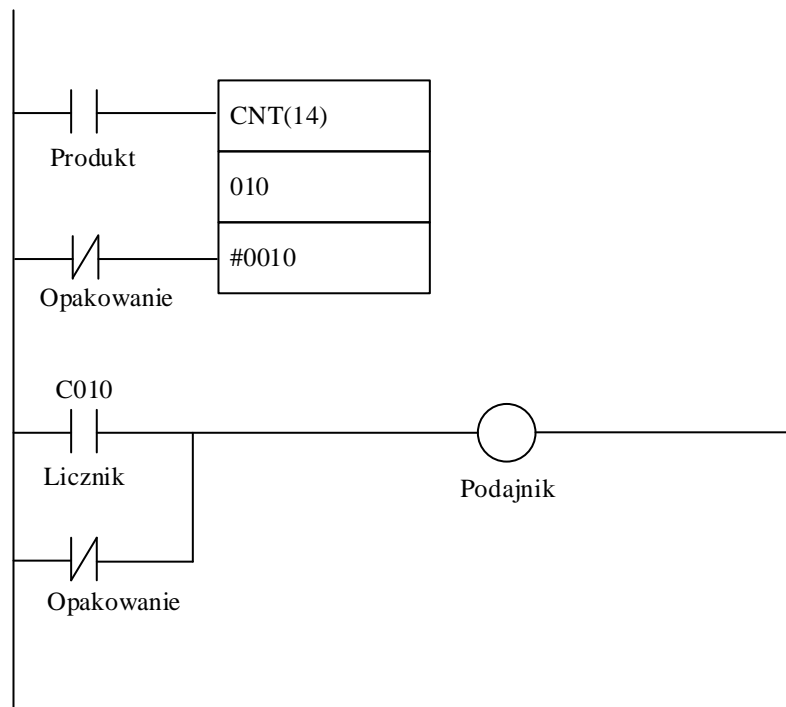 CNT(14)
Produkt
010
#0010
Opakowanie
C010
Licznik
Podajnik
Opakowanie